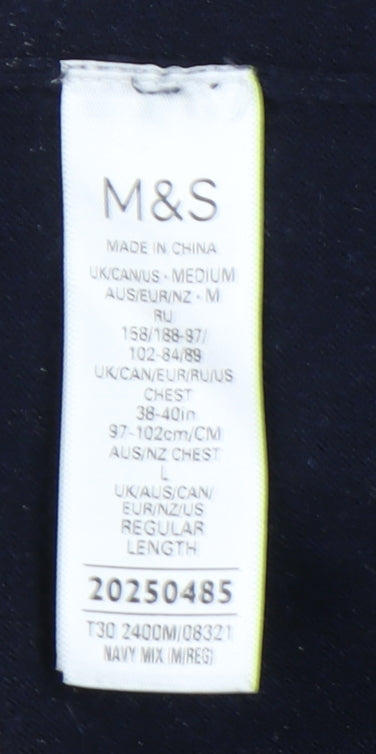 M&S
MADE IN CHINA
UK/CAN/US - MEDIUM
AUS/EUR/NZ - M
RU
158/188-97/
102-84/89
UK/CAN/EUR/RU/US
CHEST
38-40in
97-102cm/CM
AUS/NZ CHEST
L
UK/AUS/CAN/
EUR/NZ/US
REGULAR
LENGTH
20250485
T30 2400M/08321
NAVY MIX (M/REG)